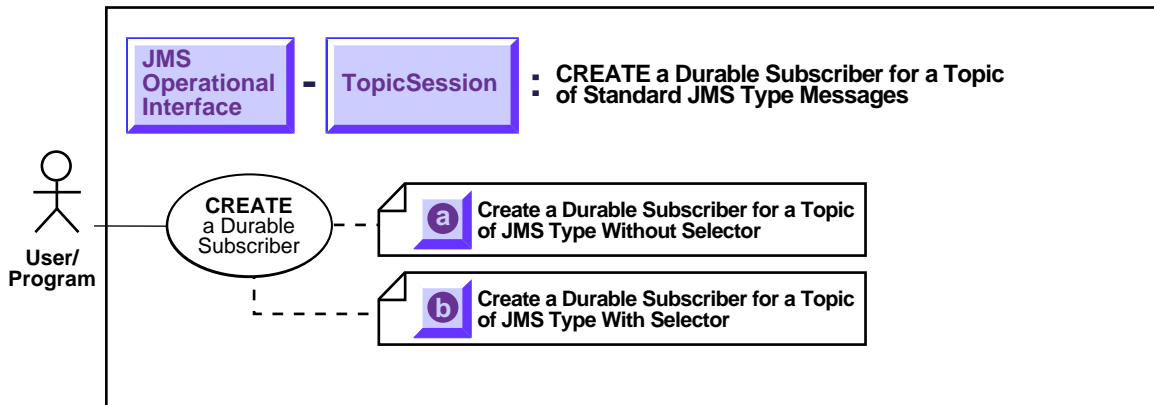 JMS
Operational
Interface
-
TopicSession
:
CREATE a Durable Subscriber for a Topic
of Standard JMS Type Messages
User/
Program
CREATE
a Durable
Subscriber
a
Create a Durable Subscriber for a Topic
of JMS Type Without Selector
b
Create a Durable Subscriber for a Topic
of JMS Type With Selector